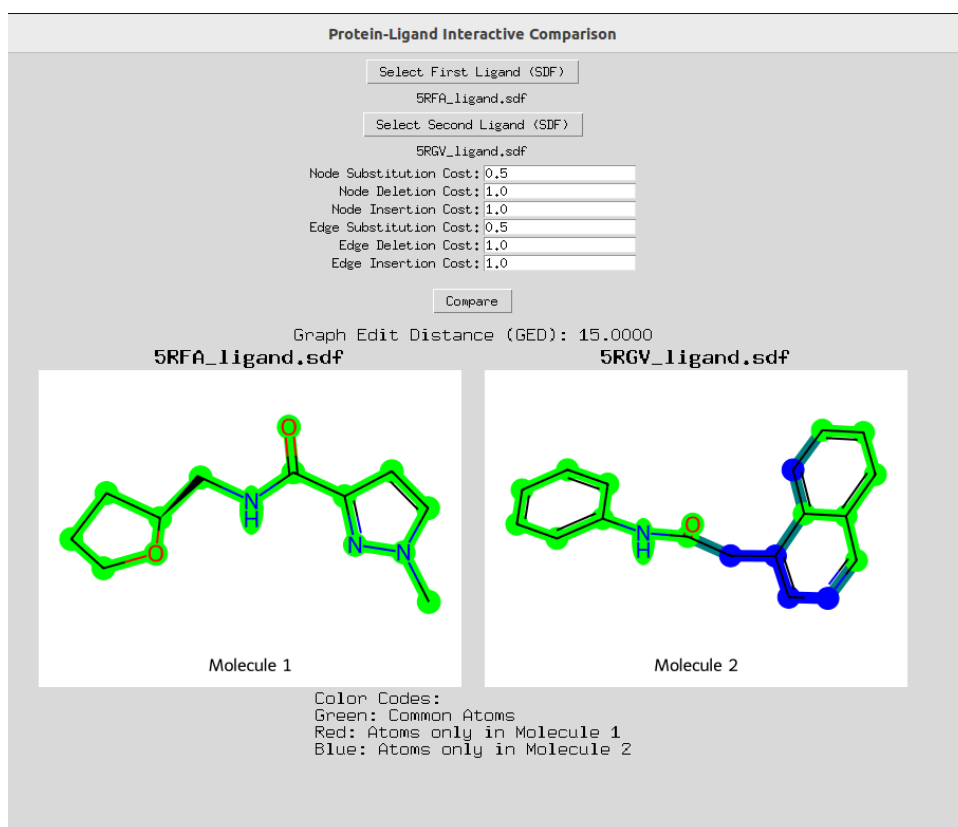 Protein-Ligand Interactive Comparison
Select First Ligand (SDF)
5RFA_ligand.sdf
Select Second Ligand (SDF)
5RGV_ligand.sdf
Node Substitution Cost: 0.5
Node Deletion Cost: 1.0
Node Insertion Cost: 1.0
Edge Substitution Cost: 0.5
Edge Deletion Cost: 1.0
Edge Insertion Cost: 1.0
Compare
Graph Edit Distance (GED): 15.0000
5RFA_ligand.sdf 5RGV_ligand.sdf
O
N
H
O
N
N
O
N
H
Molecule 1 Molecule 2
Color Codes:
Green: Common Atoms
Red: Atoms only in Molecule 1
Blue: Atoms only in Molecule 2